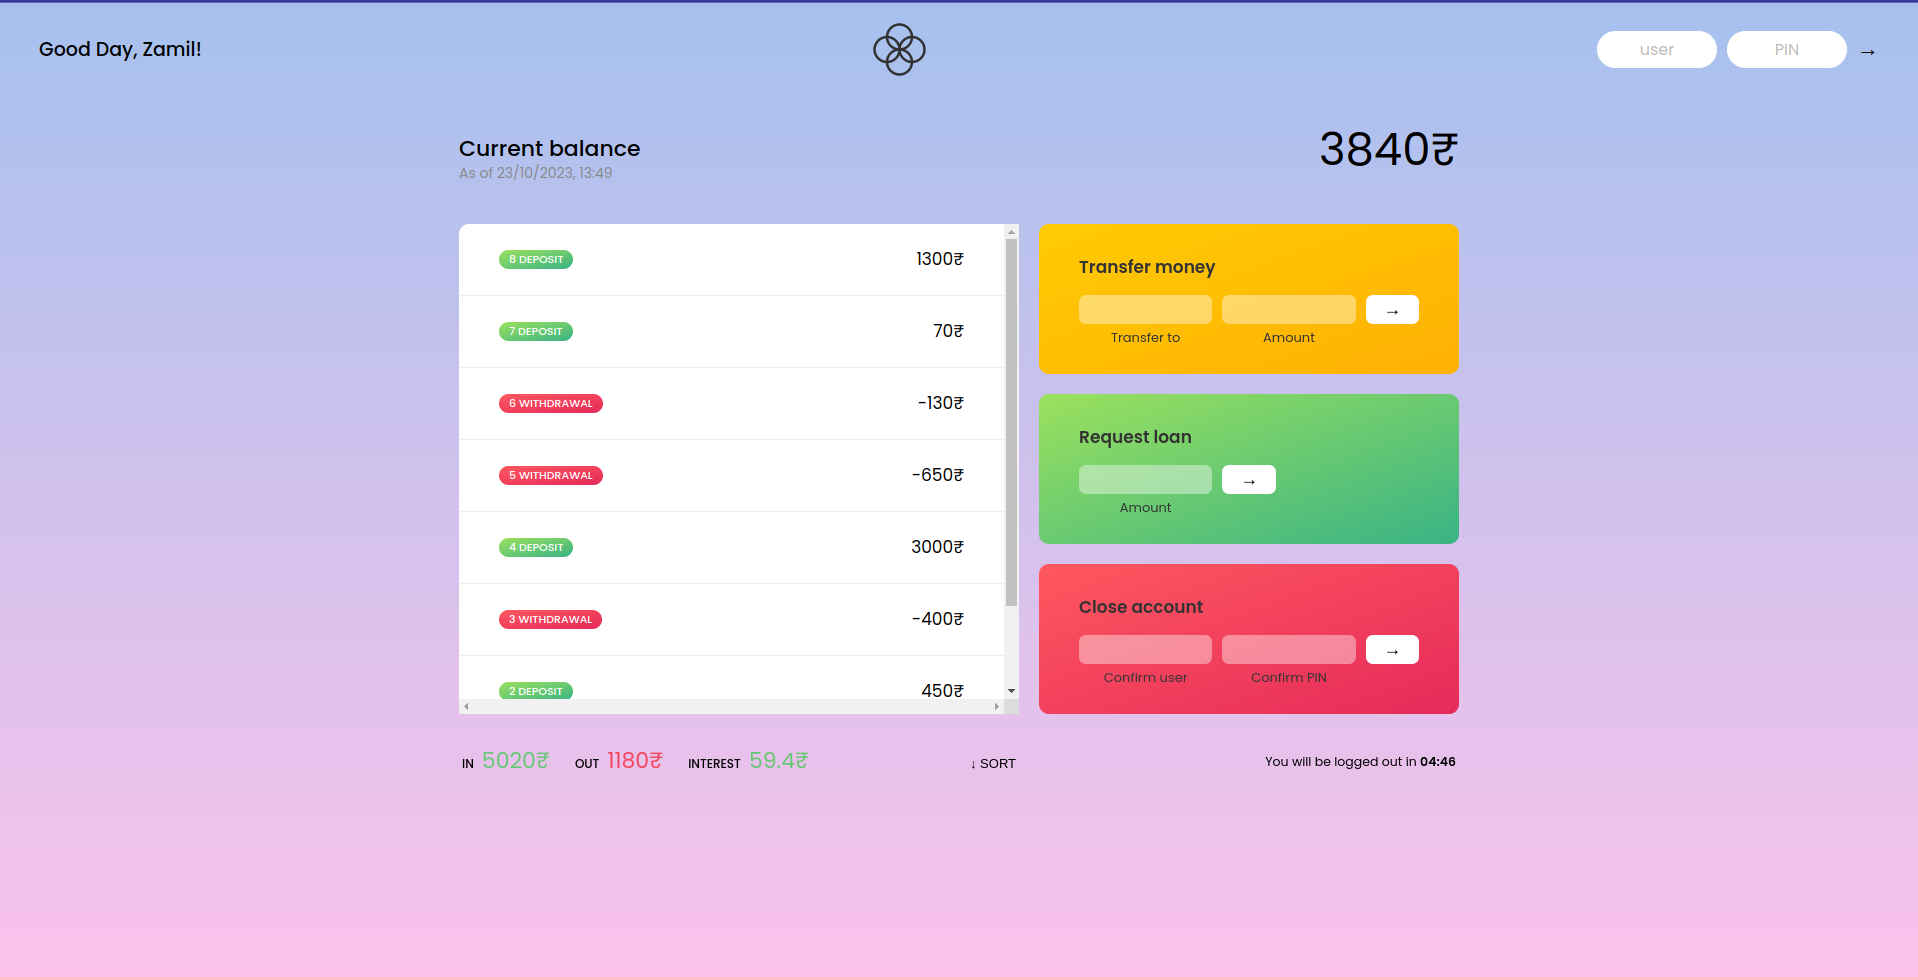 Good Day, Zamil!
user
PIN
→
Current balance
As of 23/10/2023, 13:49
3840₹
8 DEPOSIT
1300₹
7 DEPOSIT
70₹
6 WITHDRAWAL
-130₹
5 WITHDRAWAL
-650₹
4 DEPOSIT
3000₹
3 WITHDRAWAL
-400₹
2 DEPOSIT
450₹
Transfer money
→
Transfer to
Amount
Request loan
→
Amount
Close account
→
Confirm user
Confirm PIN
IN 5020₹ OUT 1180₹ INTEREST 59.4₹
↓ SORT
You will be logged out in 04:46